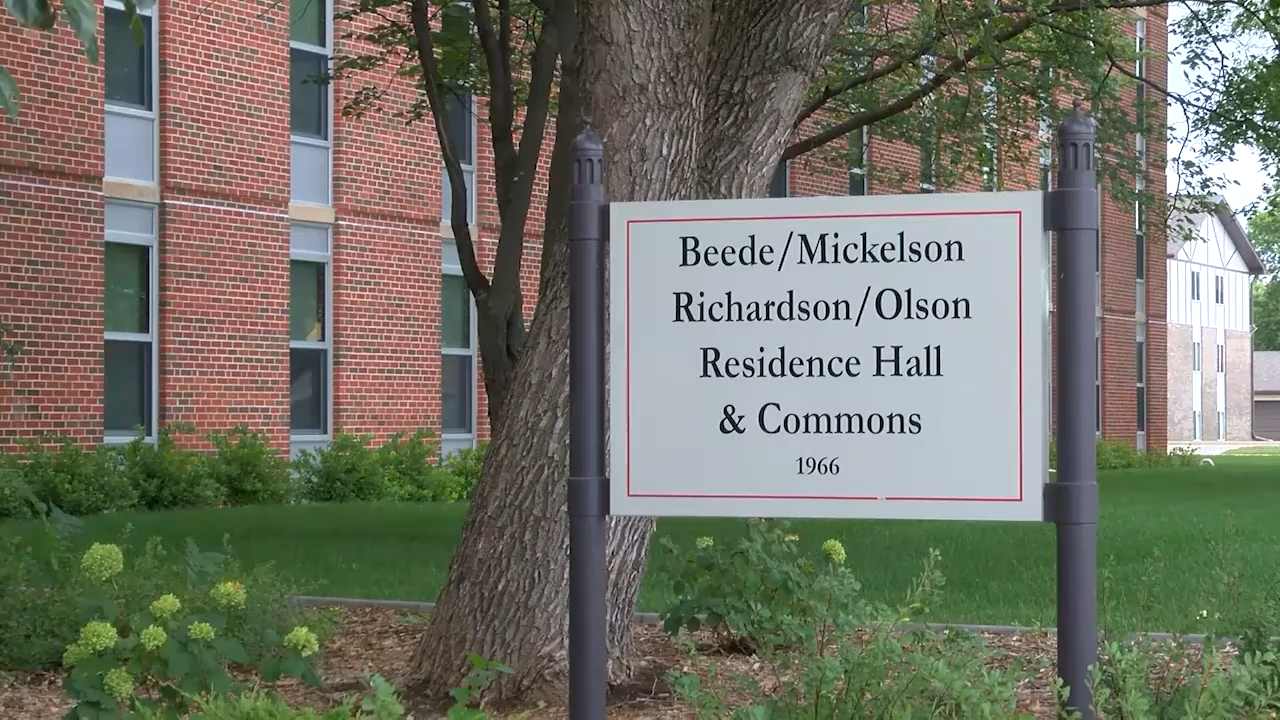 Beede/Mickelson
Richardson/Olson
Residence Hall
& Commons
1966